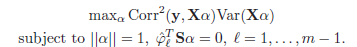 max_α Corr²(y, Xα)Var(Xα)
subject to ||α|| = 1, φ̂_ℓ^T Sα = 0, ℓ = 1, . . . , m − 1.